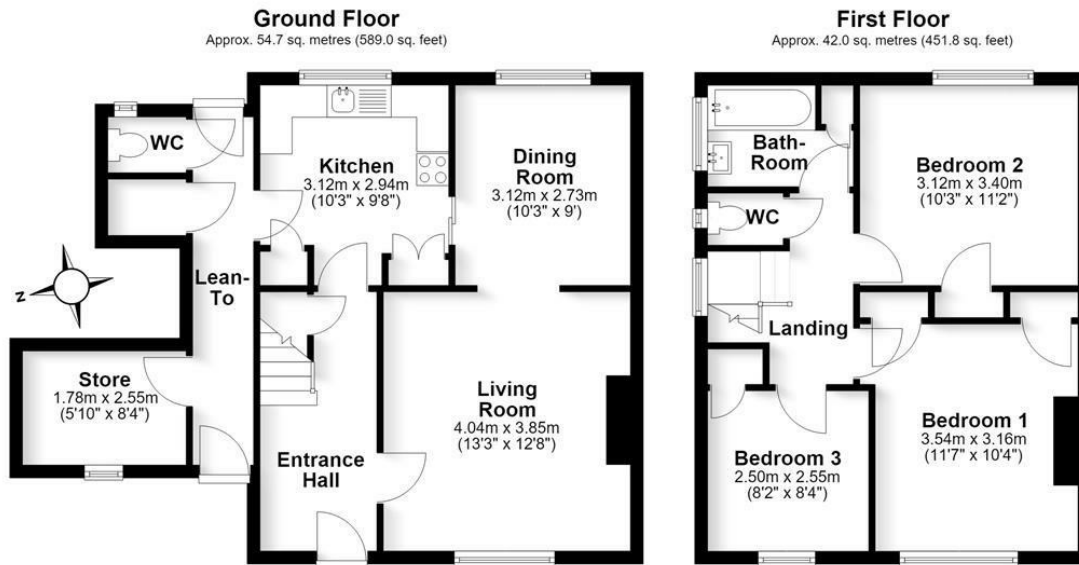 Ground Floor
Approx. 54.7 sq. metres (589.0 sq. feet)
WC
Kitchen
3.12m x 2.94m
(10'3" x 9'8")
Dining
Room
3.12m x 2.73m
(10'3" x 9')
Lean-
To
N
Store
1.78m x 2.55m
(5'10" x 8'4")
Entrance
Hall
Living
Room
4.04m x 3.85m
(13'3" x 12'8")
First Floor
Approx. 42.0 sq. metres (451.8 sq. feet)
Bath-
Room
Bedroom 2
3.12m x 3.40m
(10'3" x 11'2")
WC
Landing
Bedroom 1
3.54m x 3.16m
(11'7" x 10'4")
Bedroom 3
2.50m x 2.55m
(8'2" x 8'4")